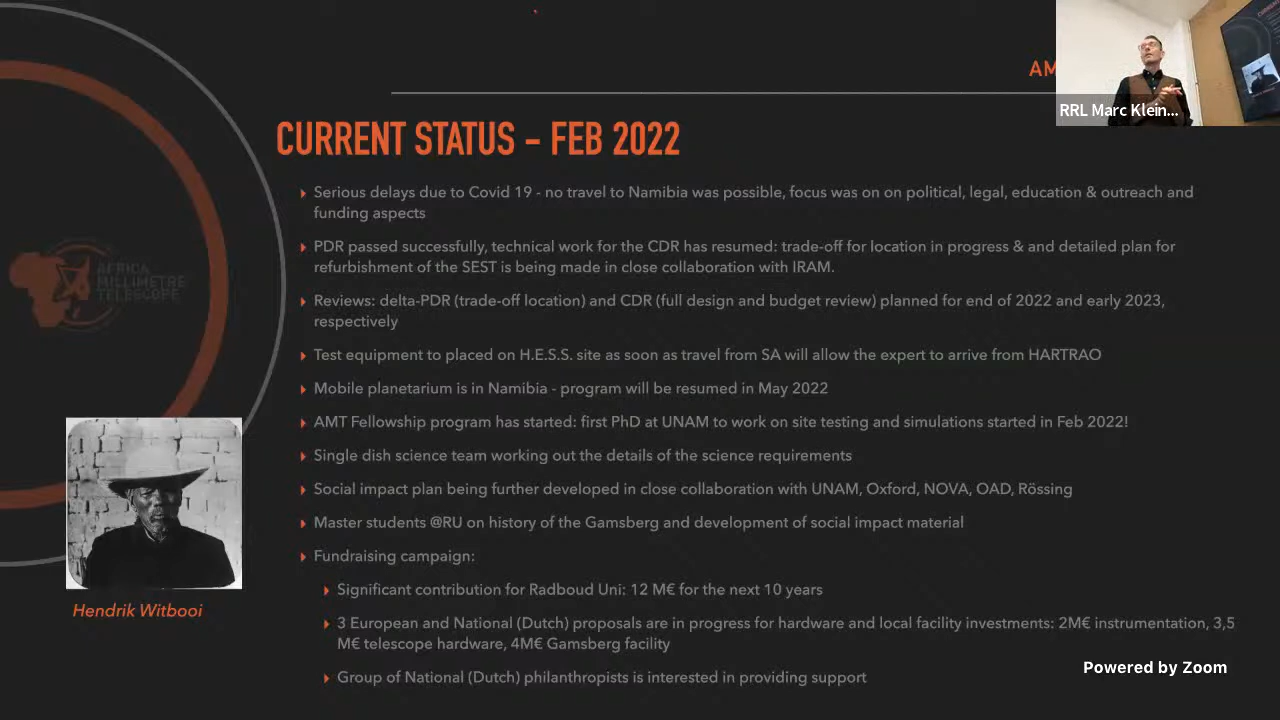 AM
RRL Marc Klein...
CURRENT STATUS - FEB 2022
Serious delays due to Covid 19 - no travel to Namibia was possible, focus was on on political, legal, education & outreach and
funding aspects
PDR passed successfully, technical work for the CDR has resumed: trade-off for location in progress & and detailed plan for
refurbishment of the SEST is being made in close collaboration with IRAM.
AFRICA
MILLIMETRE
TELESCOPE
Reviews: delta-PDR (trade-off location) and CDR (full design and budget review) planned for end of 2022 and early 2023,
respectively
Test equipment to placed on H.E.S.S. site as soon as travel from SA will allow the expert to arrive from HARTRAO
Mobile planetarium is in Namibia - program will be resumed in May 2022
AMT Fellowship program has started: first PhD at UNAM to work on site testing and simulations started in Feb 2022!
Single dish science team working out the details of the science requirements
Social impact plan being further developed in close collaboration with UNAM, Oxford, NOVA, OAD, Rössing
Master students @RU on history of the Gamsberg and development of social impact material
Fundraising campaign:
Significant contribution for Radboud Uni: 12 M€ for the next 10 years
Hendrik Witbooi
3 European and National (Dutch) proposals are in progress for hardware and local facility investments: 2M€ instrumentation, 3,5
M€ telescope hardware, 4M€ Gamsberg facility
Group of National (Dutch) philanthropists is interested in providing support
Powered by Zoom